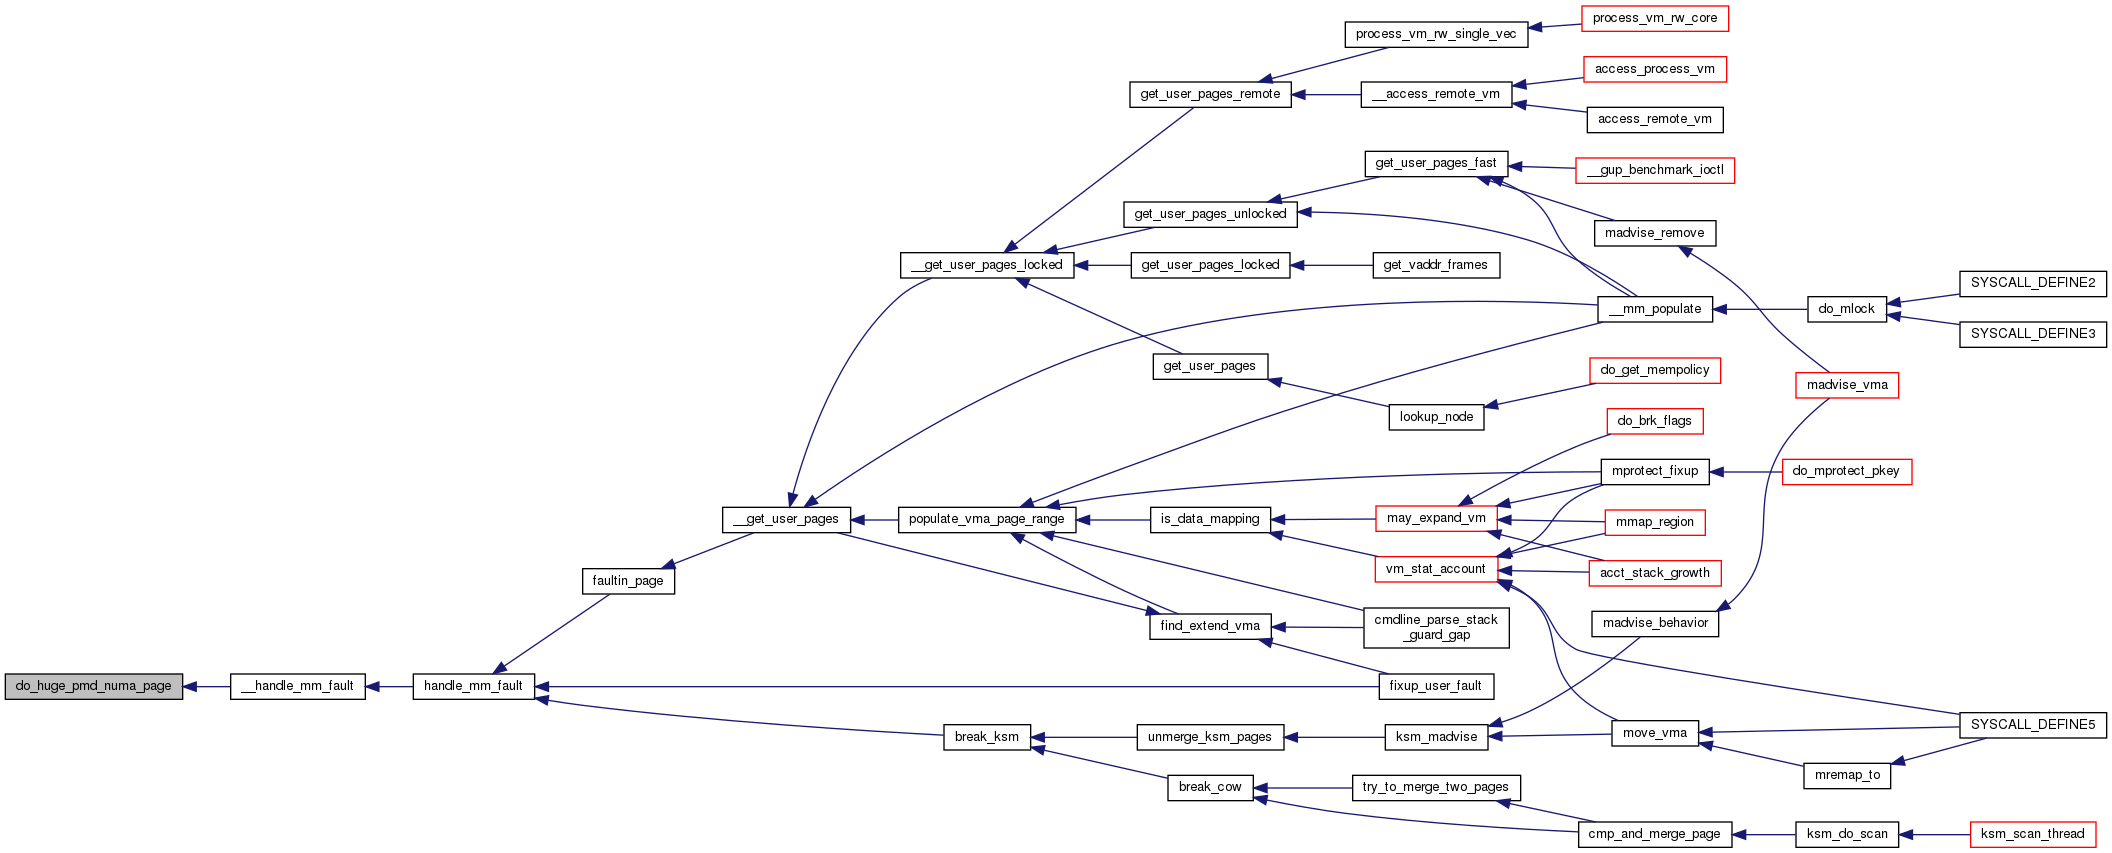 process_vm_rw_core
process_vm_rw_single_vec
access_process_vm
get_user_pages_remote
__access_remote_vm
access_remote_vm
get_user_pages_fast
__gup_benchmark_ioctl
get_user_pages_unlocked
madvise_remove
__get_user_pages_locked
get_user_pages_locked
get_vaddr_frames
SYSCALL_DEFINE2
__mm_populate
do_mlock
SYSCALL_DEFINE3
get_user_pages
do_get_mempolicy
madvise_vma
lookup_node
do_brk_flags
mprotect_fixup
do_mprotect_pkey
__get_user_pages
populate_vma_page_range
is_data_mapping
may_expand_vm
mmap_region
vm_stat_account
acct_stack_growth
faultin_page
find_extend_vma
cmdline_parse_stack
_guard_gap
madvise_behavior
do_huge_pmd_numa_page
__handle_mm_fault
handle_mm_fault
fixup_user_fault
SYSCALL_DEFINE5
break_ksm
unmerge_ksm_pages
ksm_madvise
move_vma
mremap_to
break_cow
try_to_merge_two_pages
cmp_and_merge_page
ksm_do_scan
ksm_scan_thread